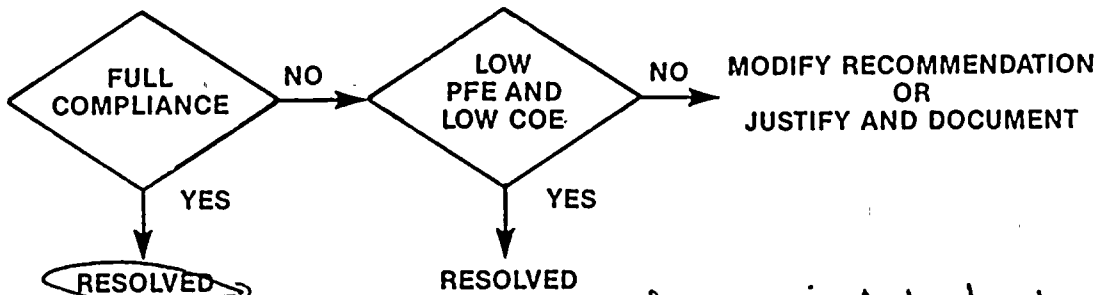 FULL
COMPLIANCE
NO
LOW
PFE AND
LOW COE
NO
MODIFY RECOMMENDATION
OR
JUSTIFY AND DOCUMENT
YES
YES
RESOLVED
RESOLVED